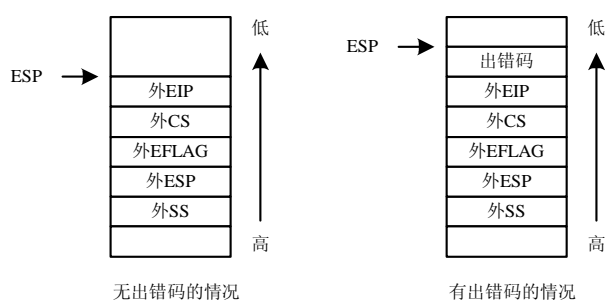 低
ESP
外EIP
外CS
外EFLAG
外ESP
外SS
高
无出错码的情况
低
ESP
出错码
外EIP
外CS
外EFLAG
外ESP
外SS
高
有出错码的情况